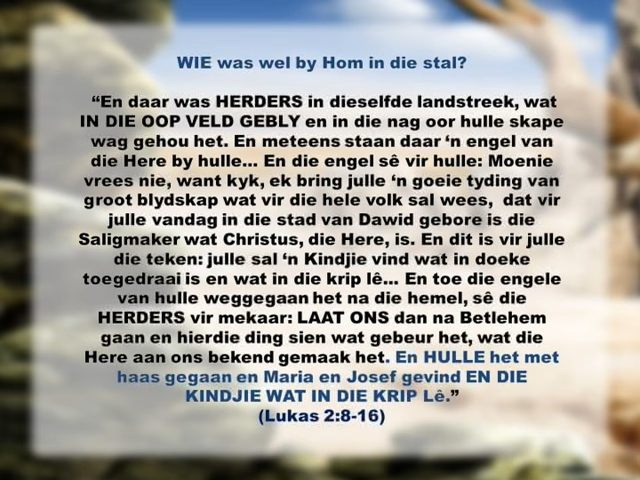 WIE was wel by Hom in die stal?
“En daar was HERDERS in dieselfde landstreek, wat
IN DIE OOP VELD GEBLY en in die nag oor hulle skape
wag gehou het. En meteens staan daar ‘n engel van
die Here by hulle... En die engel sê vir hulle: Moenie
vrees nie, want kyk, ek bring julle ‘n goeie tyding van
groot blydskap wat vir die hele volk sal wees, dat vir
julle vandag in die stad van Dawid gebore is die
Saligmaker wat Christus, die Here, is. En dit is vir julle
die teken: julle sal ‘n Kindjie vind wat in doeke
toegedraai is en wat in die krip lê... En toe die engele
van hulle weggegaan het na die hemel, sê die
HERDERS vir mekaar: LAAT ONS dan na Betlehem
gaan en hierdie ding sien wat gebeur het, wat die
Here aan ons bekend gemaak het. En HULLE het met
haas gegaan en Maria en Josef gevind EN DIE
KINDJIE WAT IN DIE KRIP Lê.”
(Lukas 2:8-16)